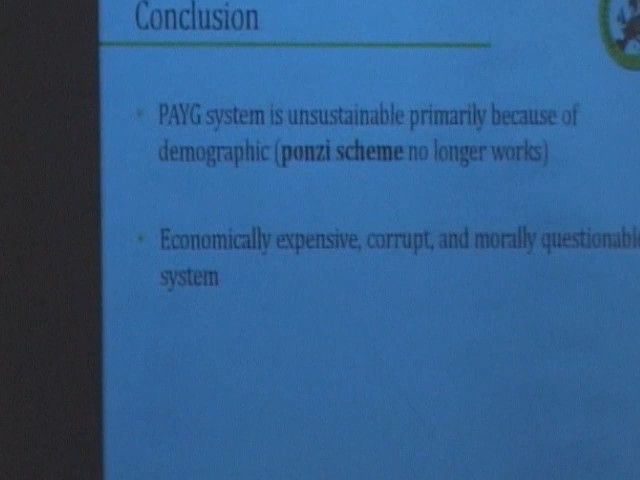 Conclusion
PAYG system is unsustainable primarily because of
demographic (ponzi scheme no longer works)
Economically expensive, corrupt, and morally questionable
system